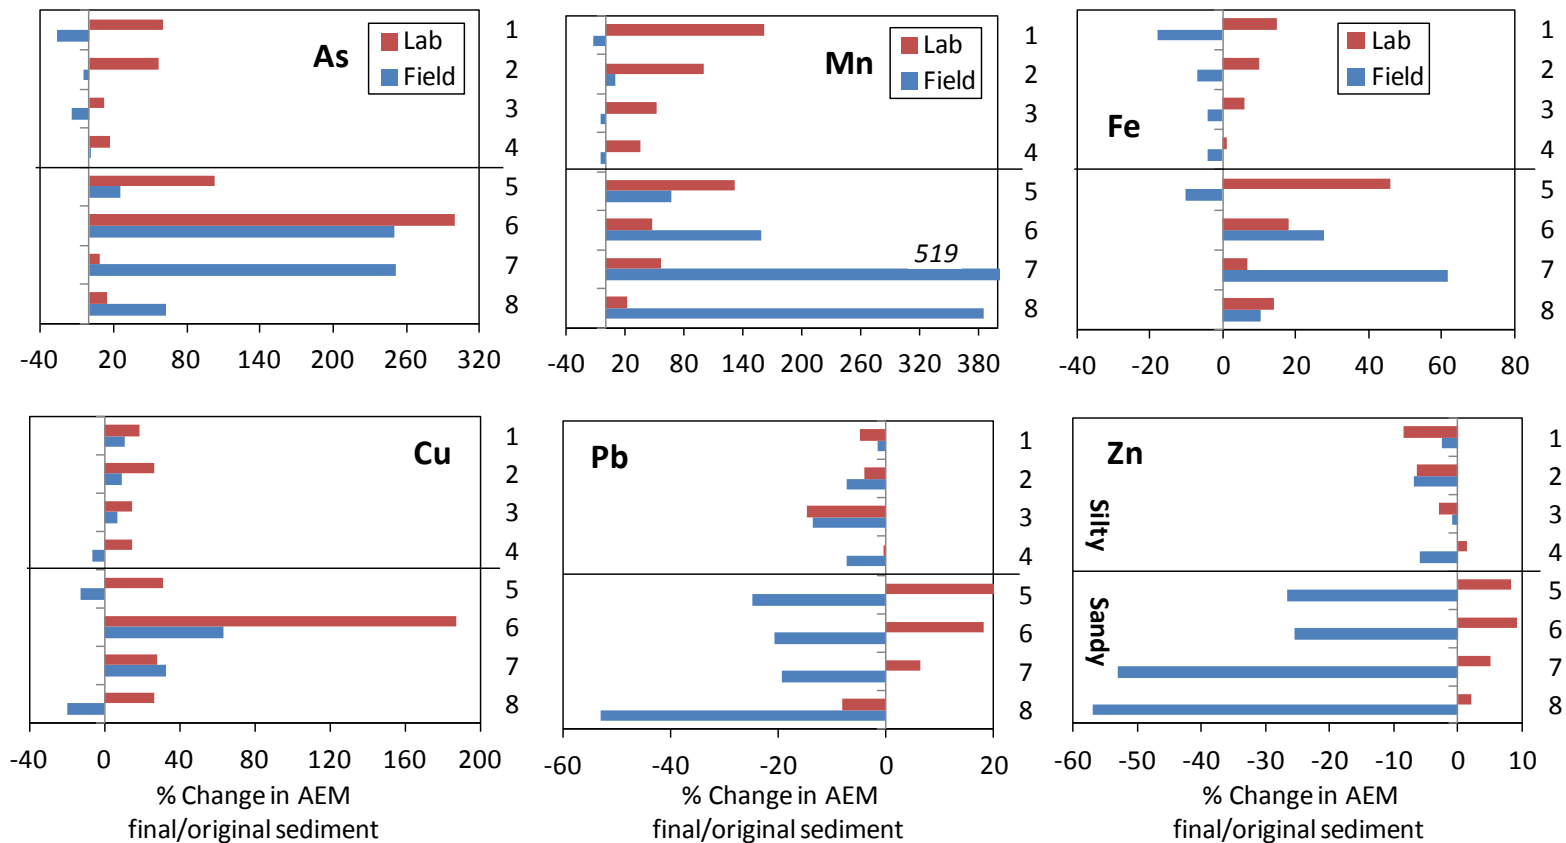 As
Lab
Field
1
2
3
4
5
6
7
8
-40 20 80 140 200 260 320
Mn
Lab
Field
519
1
2
3
4
5
6
7
8
-40 20 80 140 200 260 320 380
Fe
Lab
Field
1
2
3
4
5
6
7
8
-40 -20 0 20 40 60 80
Cu
1
2
3
4
5
6
7
8
-40 0 40 80 120 160 200
% Change in AEM
final/original sediment
Pb
1
2
3
4
5
6
7
8
-60 -40 -20 0 20
% Change in AEM
final/original sediment
Zn
Silty
Sandy
1
2
3
4
5
6
7
8
-60 -50 -40 -30 -20 -10 0 10
% Change in AEM
final/original sediment